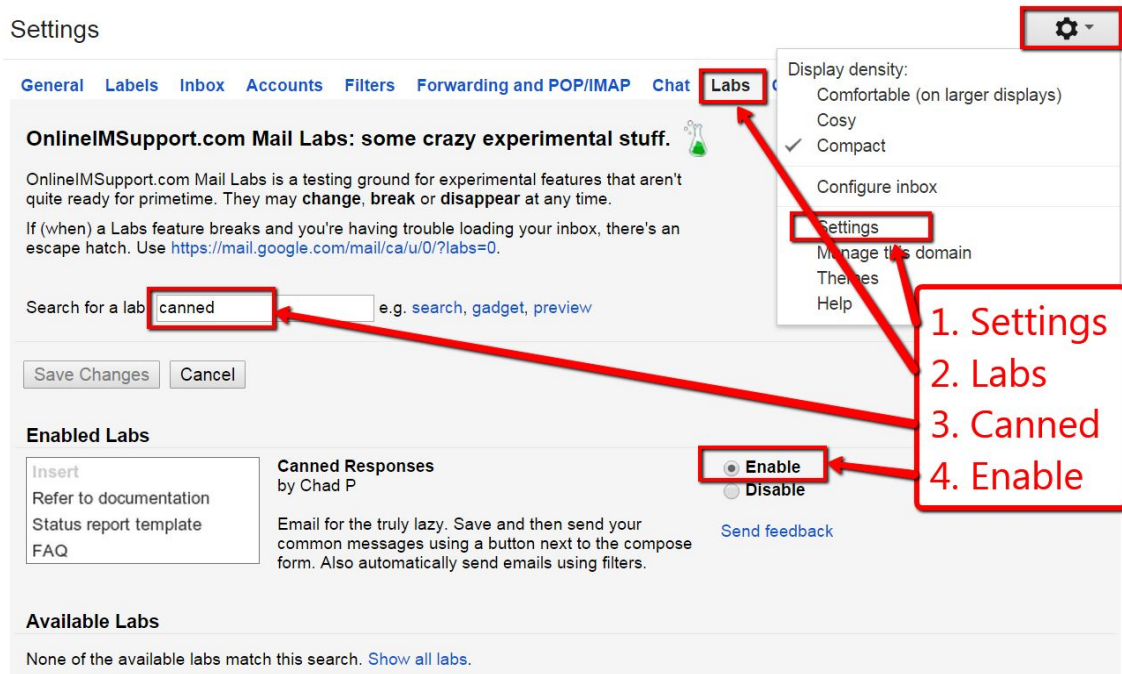 Settings
General Labels Inbox Accounts Filters Forwarding and POP/IMAP Chat Labs
Display density:
Comfortable (on larger displays)
Cosy
Compact
Configure inbox
Settings
Manage this domain
Themes
Help
OnlineIMSupport.com Mail Labs: some crazy experimental stuff.
OnlineIMSupport.com Mail Labs is a testing ground for experimental features that aren't
quite ready for primetime. They may change, break or disappear at any time.
If (when) a Labs feature breaks and you're having trouble loading your inbox, there's an
escape hatch. Use https://mail.google.com/mail/ca/u/0/?labs=0.
Search for a lab canned e.g. search, gadget, preview
1. Settings
2. Labs
3. Canned
4. Enable
Save Changes Cancel
Enabled Labs
Insert
Refer to documentation
Status report template
FAQ
Canned Responses
by Chad P
Email for the truly lazy. Save and then send your
common messages using a button next to the compose
form. Also automatically send emails using filters.
Enable
Disable
Send feedback
Available Labs
None of the available labs match this search. Show all labs.